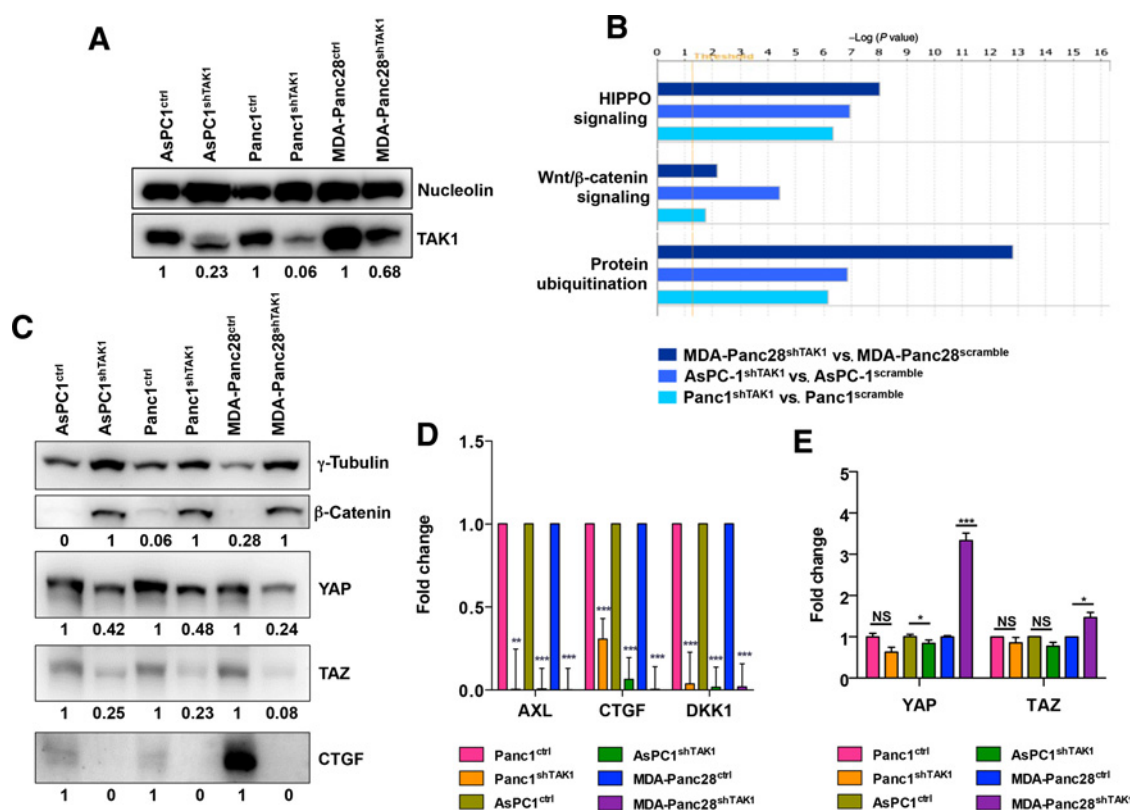 A
AsPC1ctrl
AsPC1shTAK1
Panc1ctrl
Panc1shTAK1
MDA-Panc28ctrl
MDA-Panc28shTAK1
Nucleolin
TAK1
1 0.23 1 0.06 1 0.68
B
–Log (P value)
0 1 2 3 4 5 6 7 8 9 10 11 12 13 14 15 16
Threshold
HIPPO
signaling
Wnt/β-catenin
signaling
Protein
ubiquitination
MDA-Panc28shTAK1 vs. MDA-Panc28scramble
AsPC-1shTAK1 vs. AsPC-1scramble
Panc1shTAK1 vs. Panc1scramble
C
AsPC1ctrl
AsPC1shTAK1
Panc1ctrl
Panc1shTAK1
MDA-Panc28ctrl
MDA-Panc28shTAK1
γ-Tubulin
β-Catenin
0 1 0.06 1 0.28 1
YAP
1 0.42 1 0.48 1 0.24
TAZ
1 0.25 1 0.23 1 0.08
CTGF
1 0 1 0 1 0
D
Fold change
1.5
1.0
0.5
0.0
** *** *** *** *** *** *** *** ***
AXL CTGF DKK1
Panc1ctrl AsPC1shTAK1
Panc1shTAK1 MDA-Panc28ctrl
AsPC1ctrl MDA-Panc28shTAK1
E
Fold change
5
4
3
2
1
0
NS * *** NS NS *
YAP TAZ
Panc1ctrl AsPC1shTAK1
Panc1shTAK1 MDA-Panc28ctrl
AsPC1ctrl MDA-Panc28shTAK1